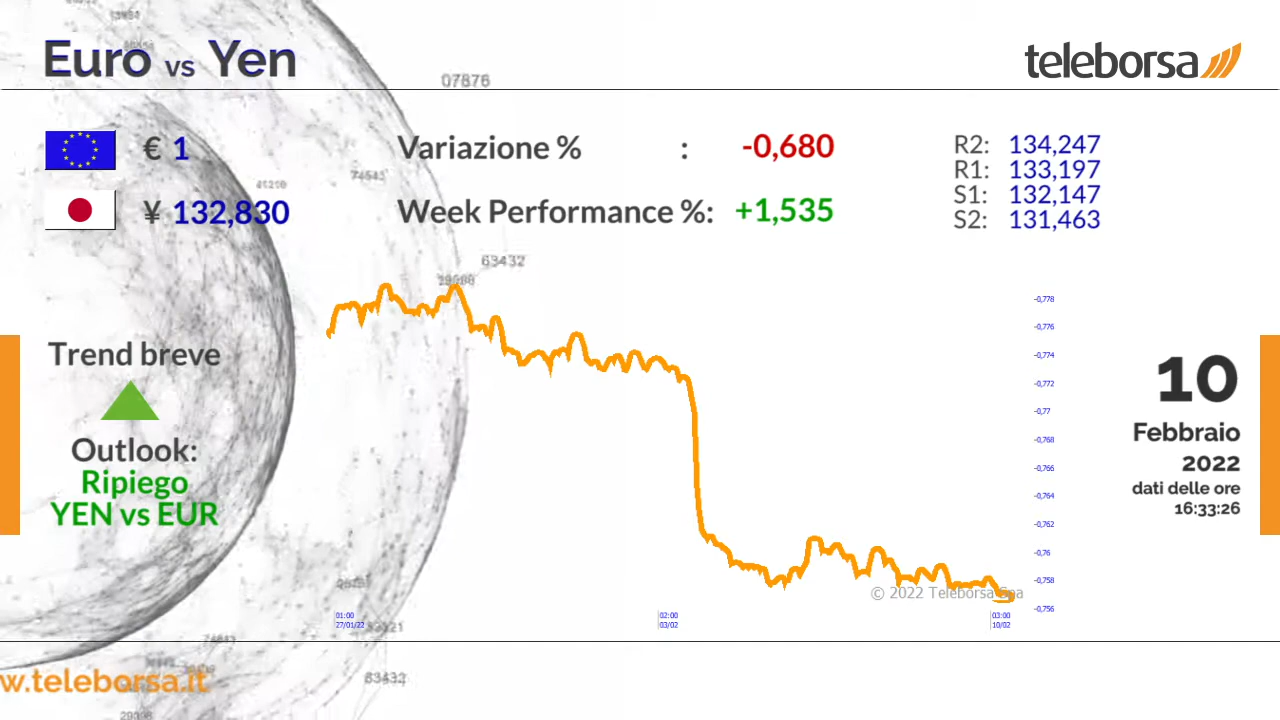 Euro vs Yen
teleborsa
07876
€ 1
Variazione % : -0,680
R2: 134,247
R1: 133,197
S1: 132,147
S2: 131,463
¥ 132,830
Week Performance %: +1,535
63432
-0,778
-0,776
-0,774
-0,772
-0,77
-0,768
-0,766
-0,764
-0,762
-0,76
-0,758
-0,756
Trend breve
Outlook:
Ripiego
YEN vs EUR
10
Febbraio
2022
dati delle ore
16:33:26
© 2022 Teleborsa Spa
01:00
27/01/22
02:00
03/02
03:00
10/02
w.teleborsa.it
63432